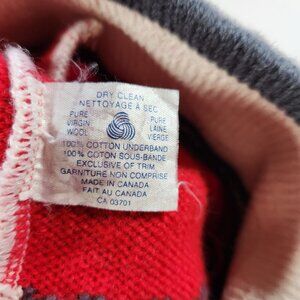 DRY CLEAN
NETTOYAGE À SEC
PURE PURE
VIRGIN LAINE
WOOL VIERGE
100% COTTON UNDERBAND
100% COTON SOUS-BANDE
EXCLUSIVE OF TRIM
GARNITURE NON COMPRISE
MADE IN CANADA
FAIT AU CANADA
CA 03701